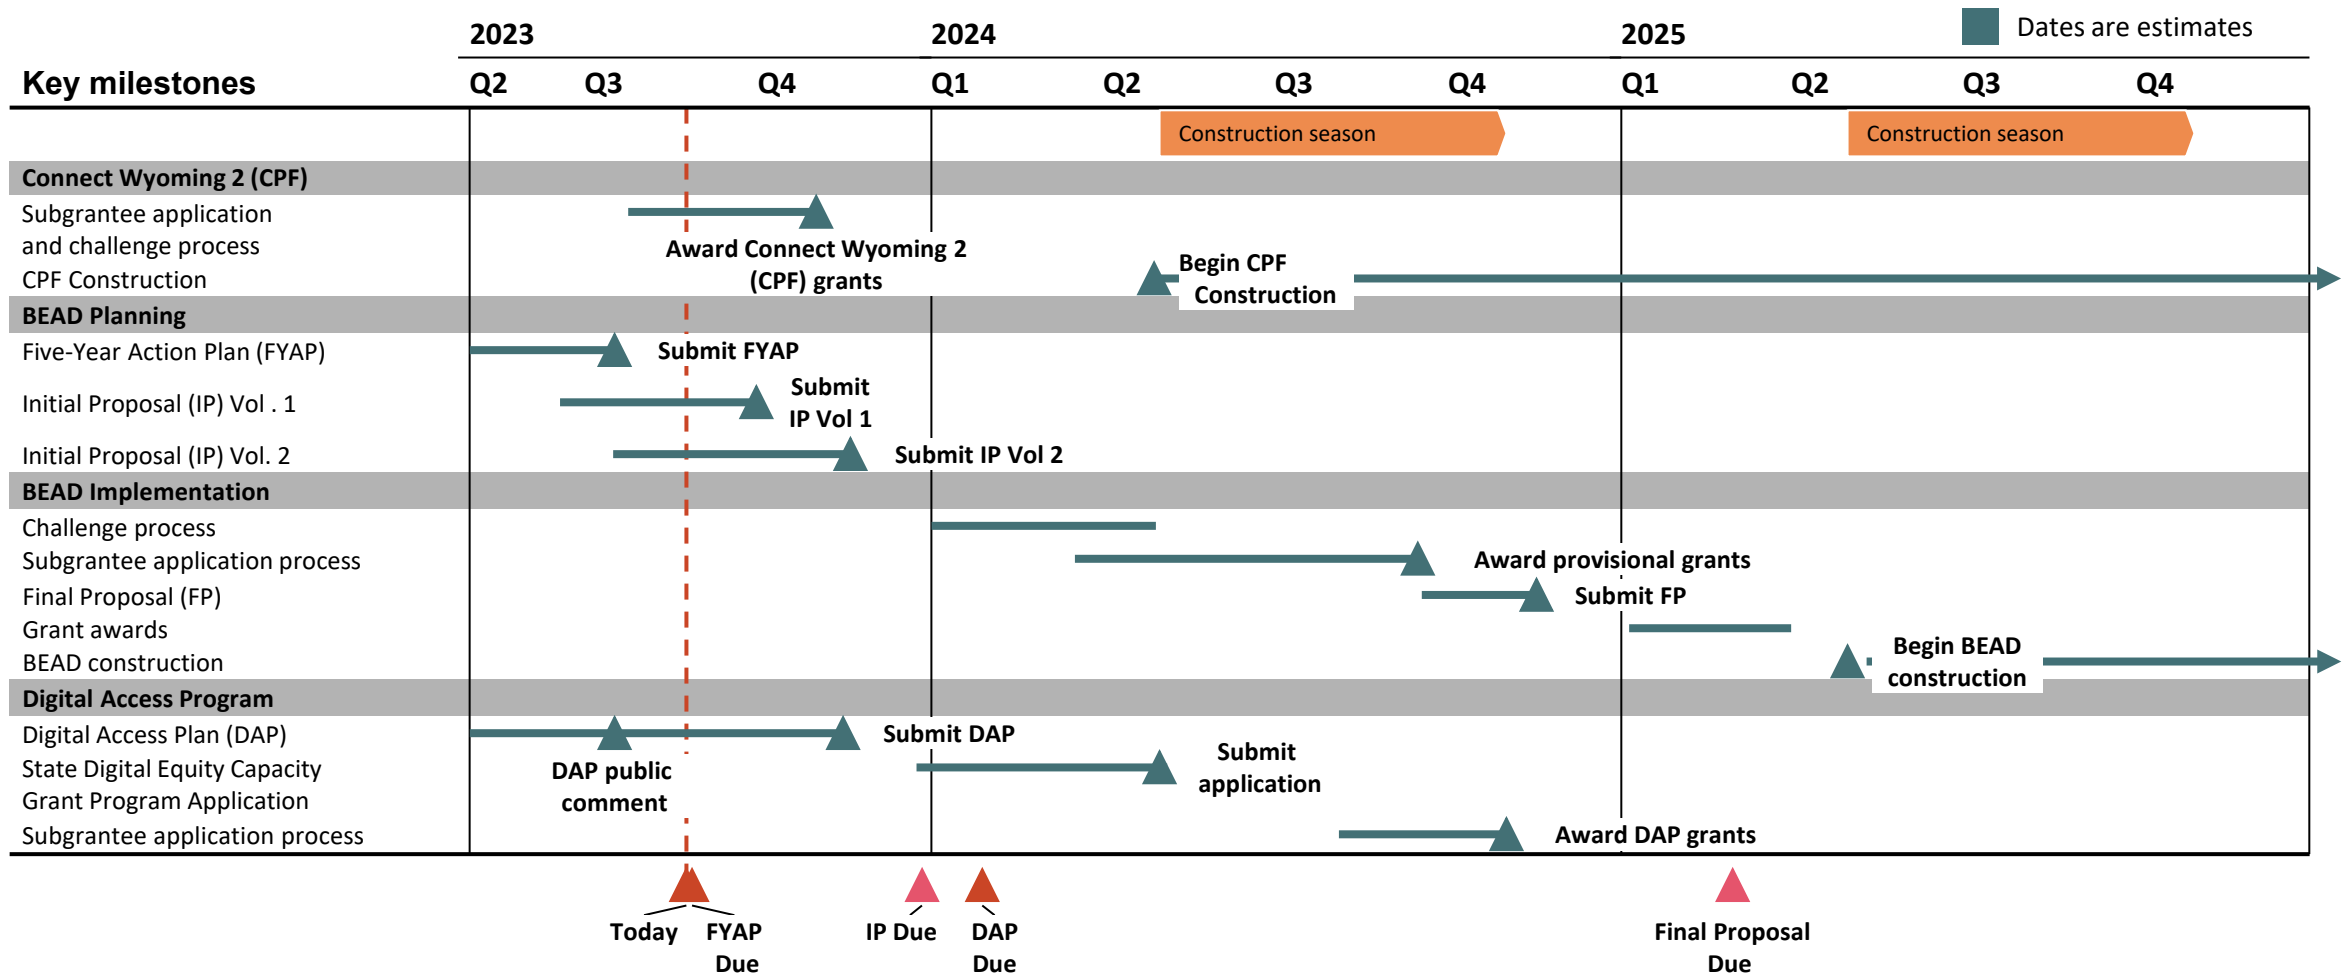 2023 2024 2025 Dates are estimates
Key milestones Q2 Q3 Q4 Q1 Q2 Q3 Q4 Q1 Q2 Q3 Q4
Construction season Construction season
Connect Wyoming 2 (CPF)
Subgrantee application
and challenge process
Award Connect Wyoming 2
(CPF) grants
CPF Construction
Begin CPF
Construction
BEAD Planning
Five-Year Action Plan (FYAP) Submit FYAP
Initial Proposal (IP) Vol . 1
Submit
IP Vol 1
Initial Proposal (IP) Vol. 2 Submit IP Vol 2
BEAD Implementation
Challenge process
Subgrantee application process Award provisional grants
Final Proposal (FP) Submit FP
Grant awards
BEAD construction
Begin BEAD
construction
Digital Access Program
Digital Access Plan (DAP) Submit DAP
DAP public
comment
State Digital Equity Capacity
Grant Program Application
Submit
application
Subgrantee application process Award DAP grants
Today
FYAP
Due
IP Due
DAP
Due
Final Proposal
Due